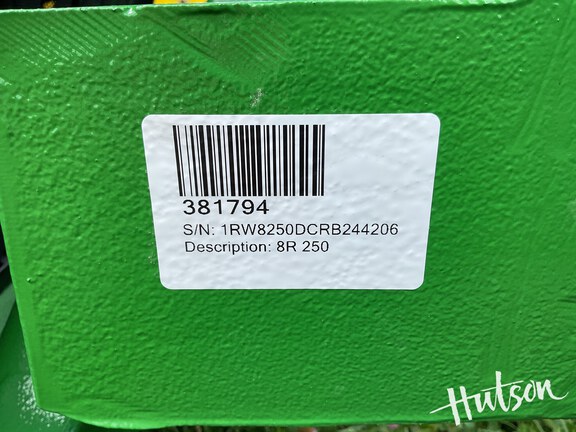 381794
S/N: 1RW8250DCRB244206
Description: 8R 250
Hutson